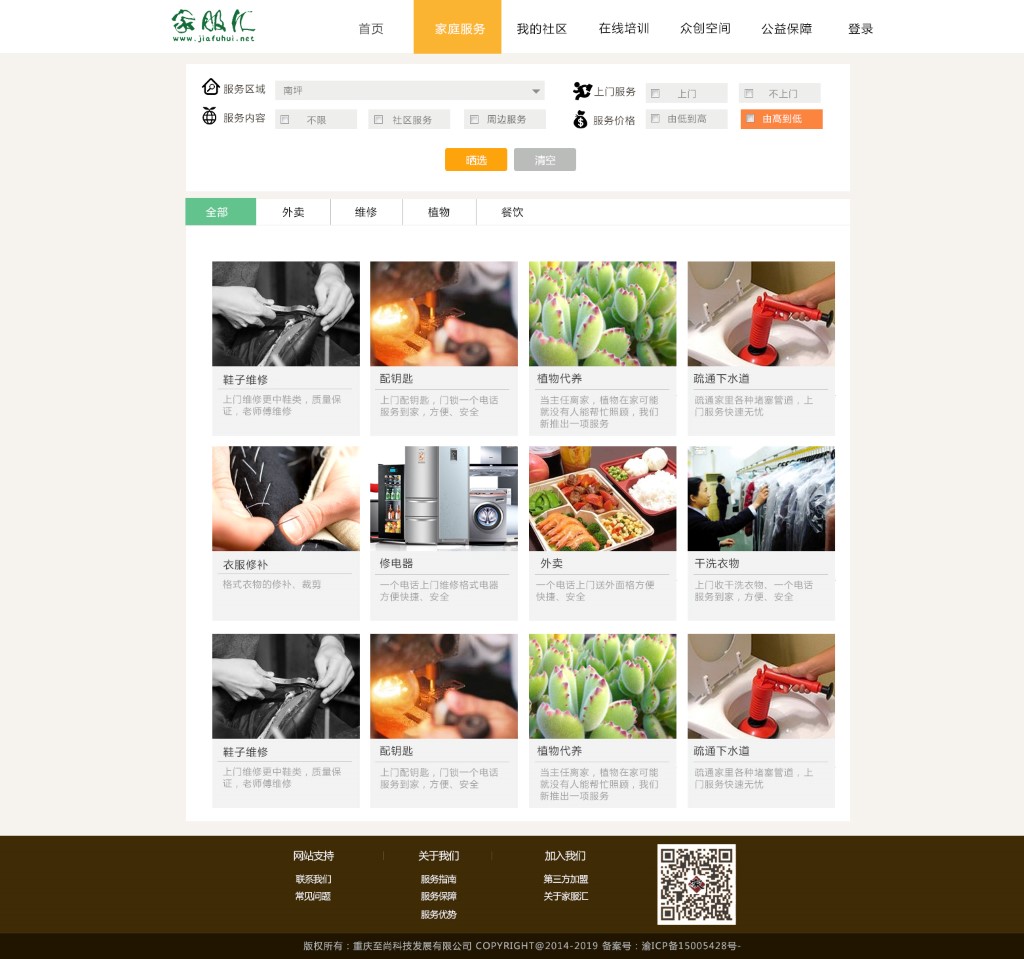 家服汇
www.jiafuhui.net
首页 家庭服务 我的社区 在线培训 众创空间 公益保障 登录
服务区域 南坪 上门服务 上门 不上门
服务内容 不限 社区服务 周边服务 服务价格 由低到高 由高到低
晒选 清空
全部 外卖 维修 植物 餐饮
鞋子维修
上门维修更中鞋类，质量保
证，老师傅维修
配钥匙
上门配钥匙，门锁一个电话
服务到家，方便、安全
植物代养
当主任离家，植物在家可能
就没有人能帮忙照顾，我们
新推出一项服务
疏通下水道
疏通家里各种堵塞管道，上
门服务快速无忧
衣服修补
格式衣物的修补、裁剪
修电器
一个电话上门维修格式电器
方便快捷、安全
外卖
一个电话上门送外面格方便
快捷、安全
干洗衣物
上门收干洗衣物、一个电话
服务到家，方便、安全
鞋子维修
上门维修更中鞋类，质量保
证，老师傅维修
配钥匙
上门配钥匙，门锁一个电话
服务到家，方便、安全
植物代养
当主任离家，植物在家可能
就没有人能帮忙照顾，我们
新推出一项服务
疏通下水道
疏通家里各种堵塞管道，上
门服务快速无忧
网站支持
联系我们
常见问题
关于我们
服务指南
服务保障
服务优势
加入我们
第三方加盟
关于家服汇
版权所有：重庆至尚科技发展有限公司 COPYRIGHT@2014-2019 备案号：渝ICP备15005428号-